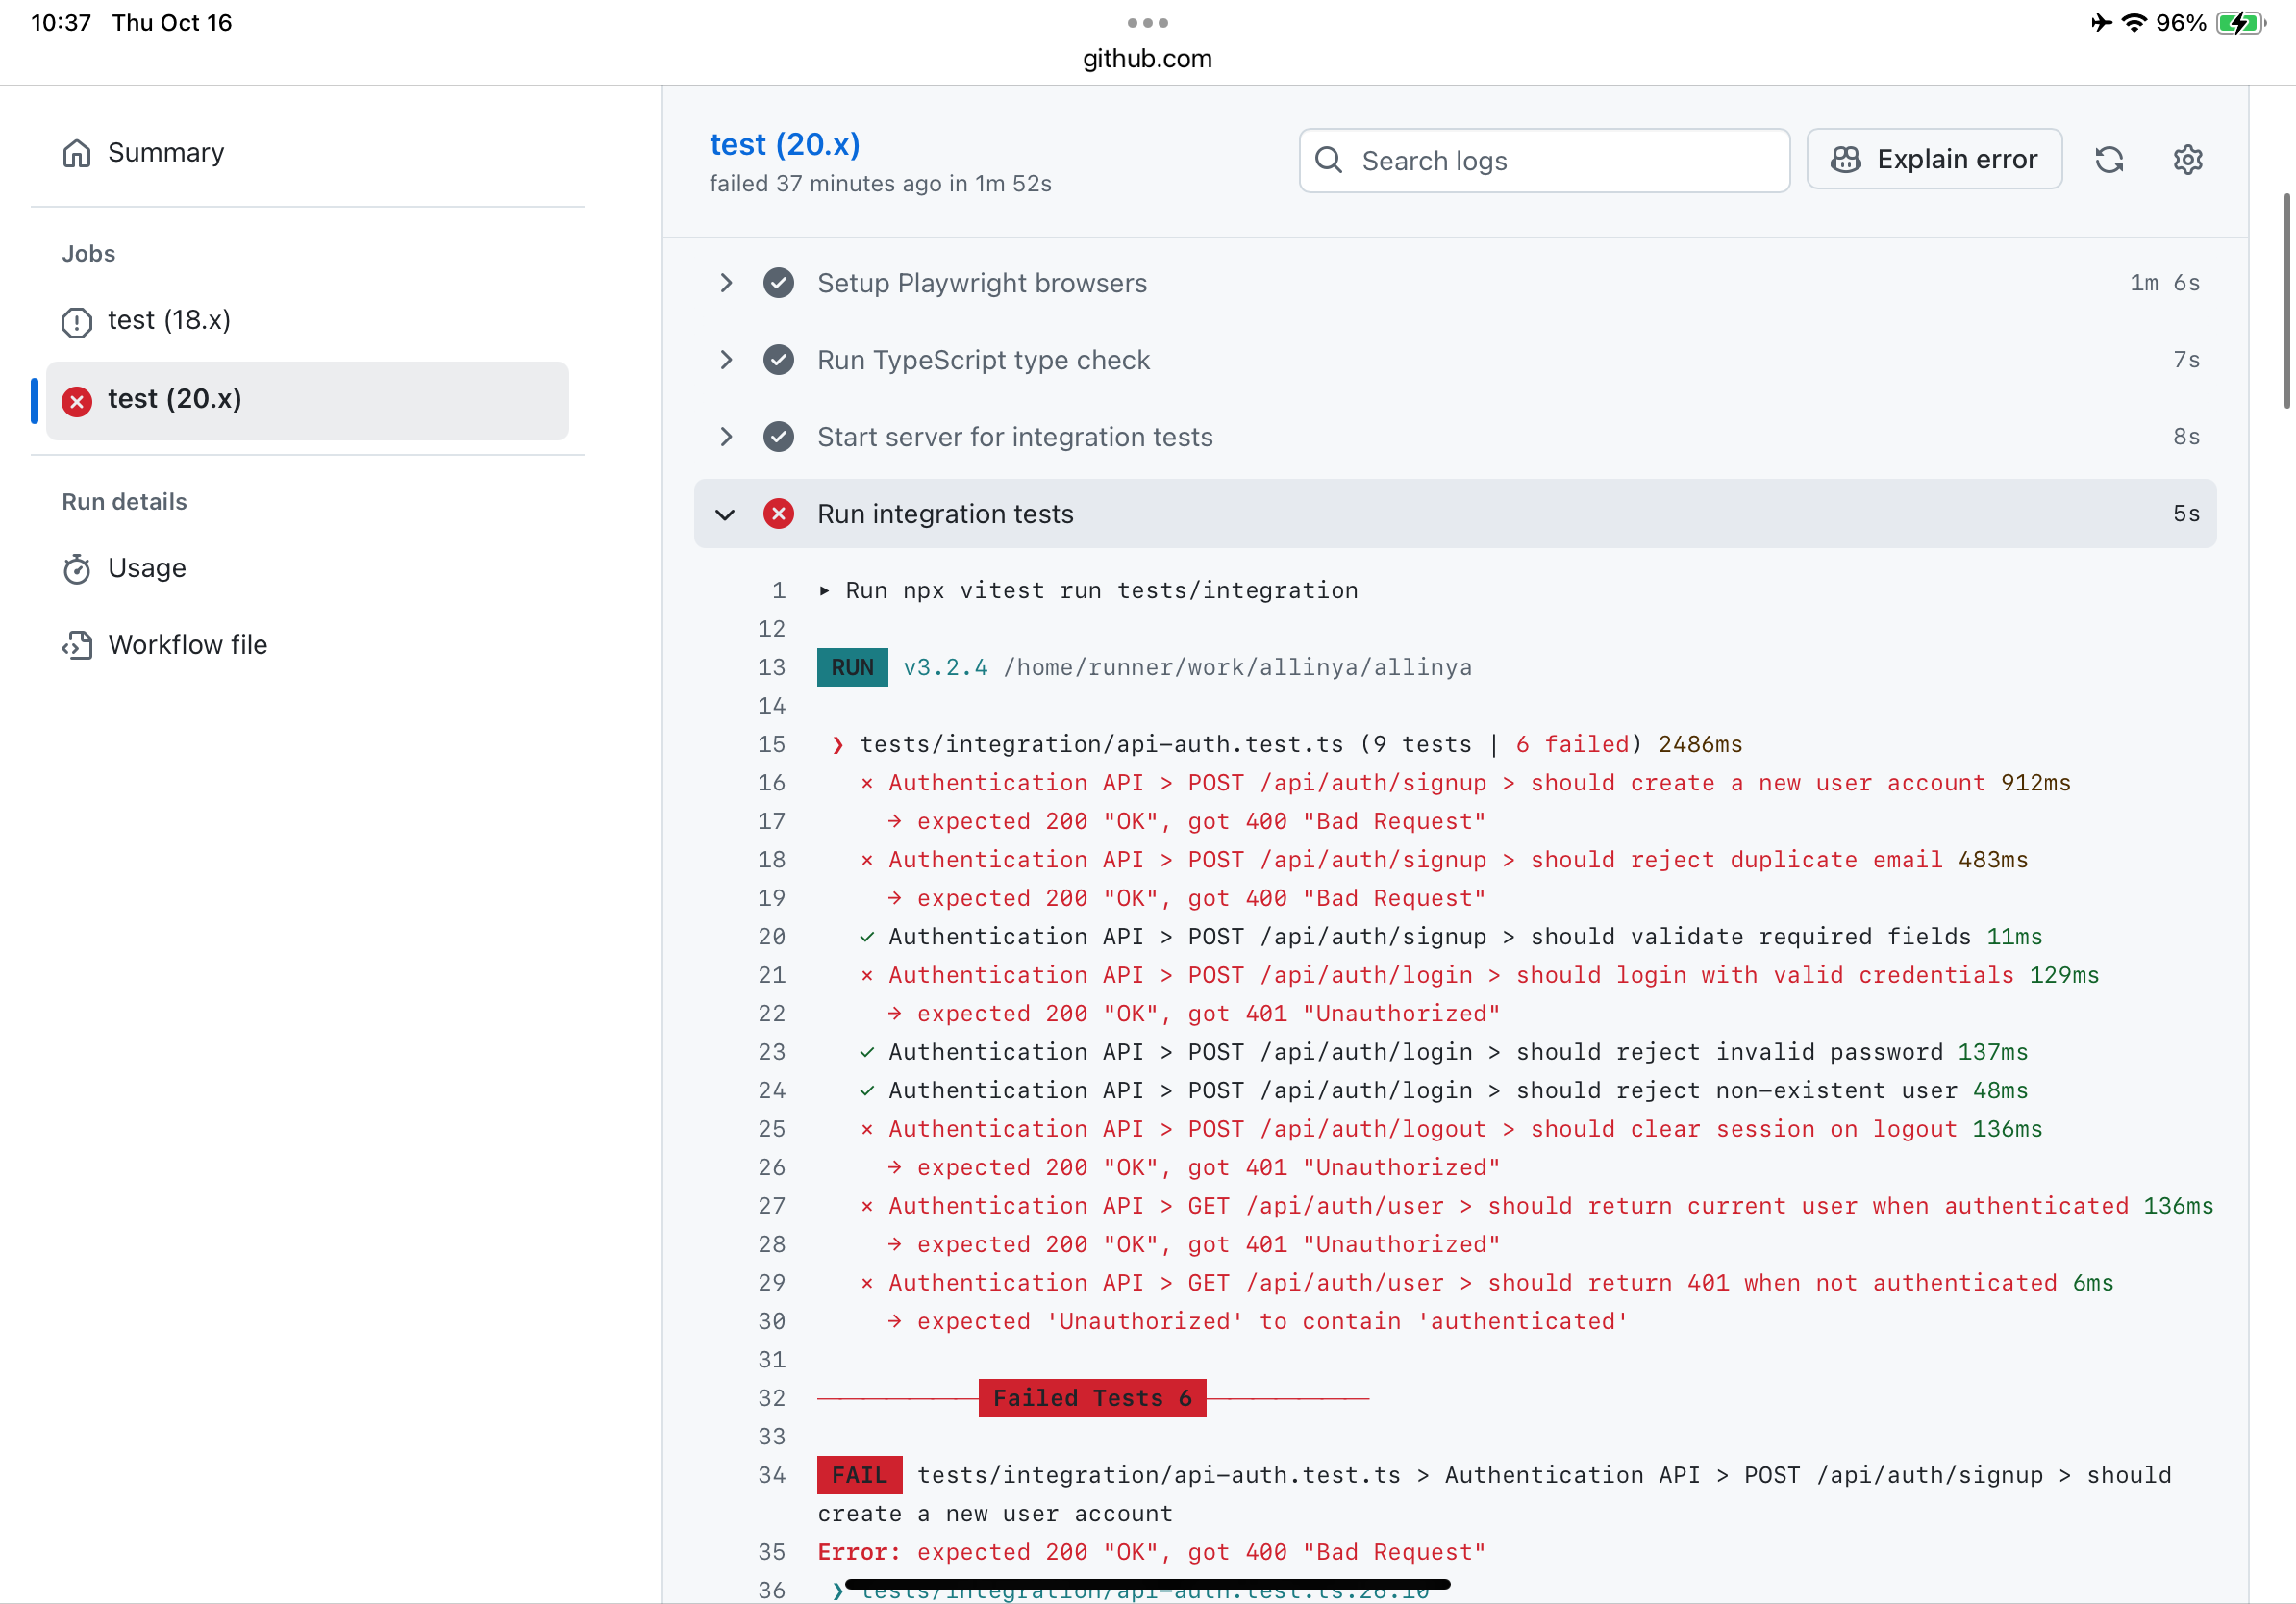 10:37 Thu Oct 16
96%
github.com
Summary
Jobs
test (18.x)
test (20.x)
Run details
Usage
Workflow file
test (20.x)
failed 37 minutes ago in 1m 52s
Search logs
Explain error
Setup Playwright browsers 1m 6s
Run TypeScript type check 7s
Start server for integration tests 8s
Run integration tests 5s
1 ▸ Run npx vitest run tests/integration
12
13 RUN v3.2.4 /home/runner/work/allinya/allinya
14
15 ❯ tests/integration/api-auth.test.ts (9 tests | 6 failed) 2486ms
16 × Authentication API > POST /api/auth/signup > should create a new user account 912ms
17 → expected 200 "OK", got 400 "Bad Request"
18 × Authentication API > POST /api/auth/signup > should reject duplicate email 483ms
19 → expected 200 "OK", got 400 "Bad Request"
20 ✓ Authentication API > POST /api/auth/signup > should validate required fields 11ms
21 × Authentication API > POST /api/auth/login > should login with valid credentials 129ms
22 → expected 200 "OK", got 401 "Unauthorized"
23 ✓ Authentication API > POST /api/auth/login > should reject invalid password 137ms
24 ✓ Authentication API > POST /api/auth/login > should reject non-existent user 48ms
25 × Authentication API > POST /api/auth/logout > should clear session on logout 136ms
26 → expected 200 "OK", got 401 "Unauthorized"
27 × Authentication API > GET /api/auth/user > should return current user when authenticated 136ms
28 → expected 200 "OK", got 401 "Unauthorized"
29 × Authentication API > GET /api/auth/user > should return 401 when not authenticated 6ms
30 → expected 'Unauthorized' to contain 'authenticated'
31
32 Failed Tests 6
33
34 FAIL tests/integration/api-auth.test.ts > Authentication API > POST /api/auth/signup > should
create a new user account
35 Error: expected 200 "OK", got 400 "Bad Request"
36 ❯ tests/integration/api-auth.test.ts:26:10